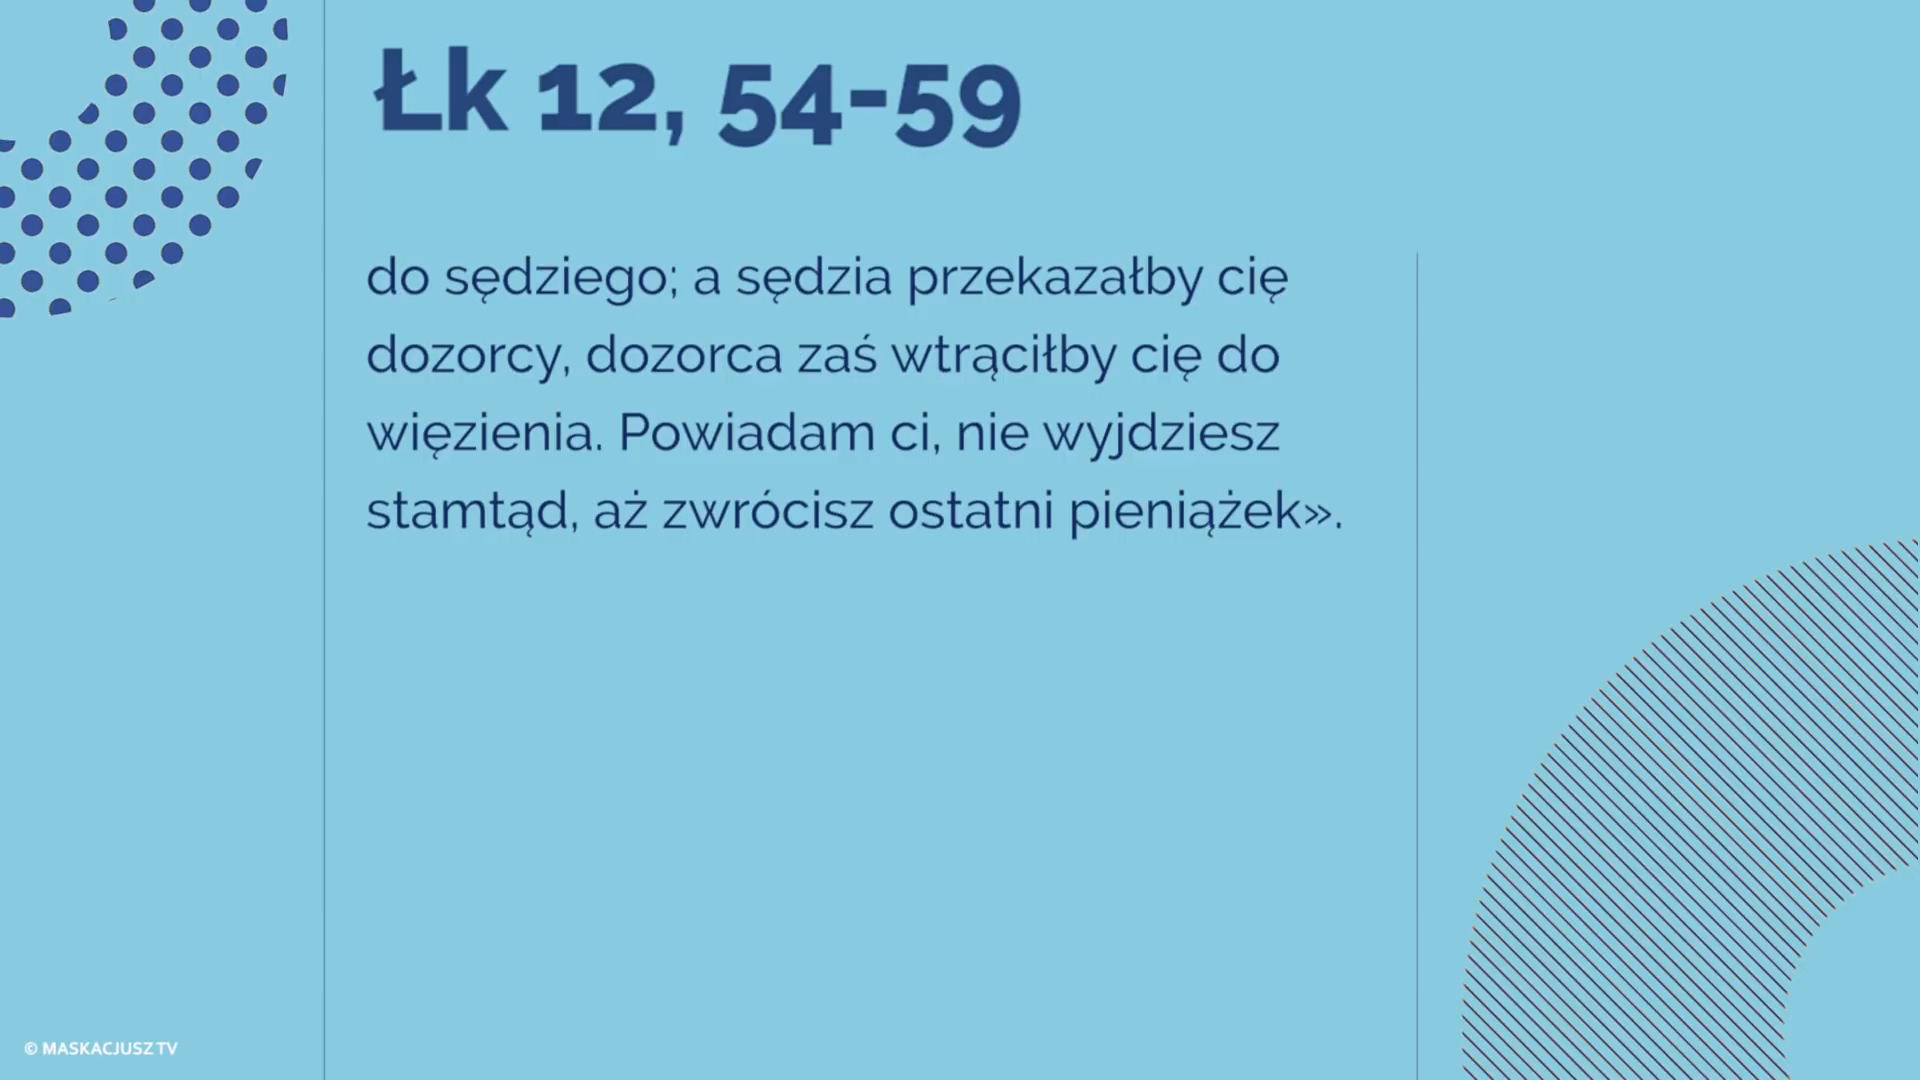 Łk 12, 54-59
do sędziego; a sędzia przekazałby cię
dozorcy, dozorca zaś wtrąciłby cię do
więzienia. Powiadam ci, nie wyjdziesz
stamtąd, aż zwrócisz ostatni pieniążek».
© MASKACJUSZ TV